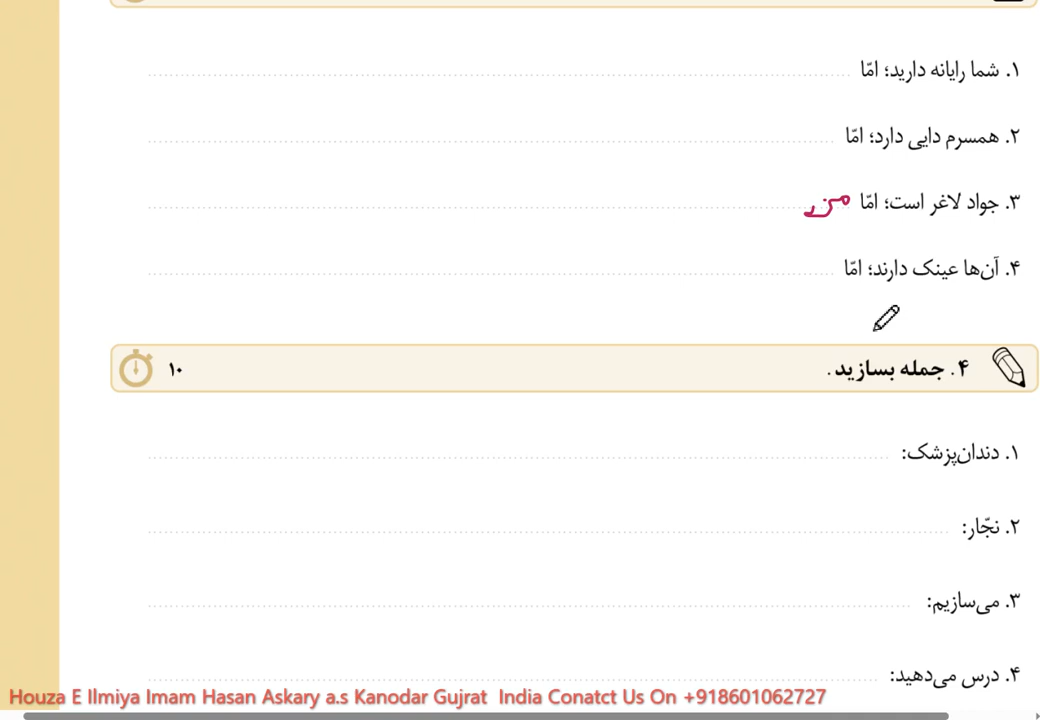 ۱. شما رایانه دارید؛ امّا
۲. همسرم دایی دارد؛ امّا
۳. جواد لاغر است؛ امّا من
۴. آن‌ها عینک دارند؛ امّا
۴. جمله بسازید. ۱۰
۱. دندان‌پزشک:
۲. نجّار:
۳. می‌سازیم:
۴. درس می‌دهید:
Houza E Ilmiya Imam Hasan Askary a.s Kanodar Gujrat India Conatct Us On +918601062727